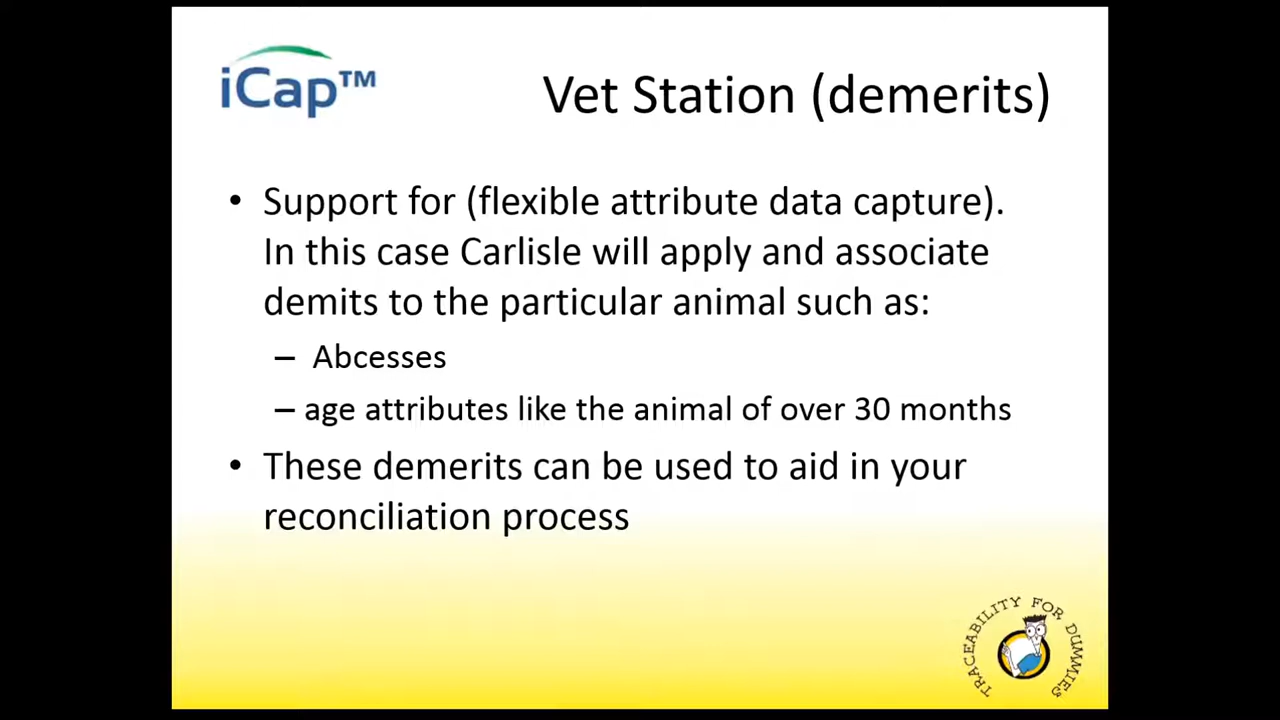 iCap™
Vet Station (demerits)
• Support for (flexible attribute data capture).
In this case Carlisle will apply and associate
demits to the particular animal such as:
– Abcesses
– age attributes like the animal of over 30 months
• These demerits can be used to aid in your
reconciliation process
TRACEABILITY FOR DUMMIES